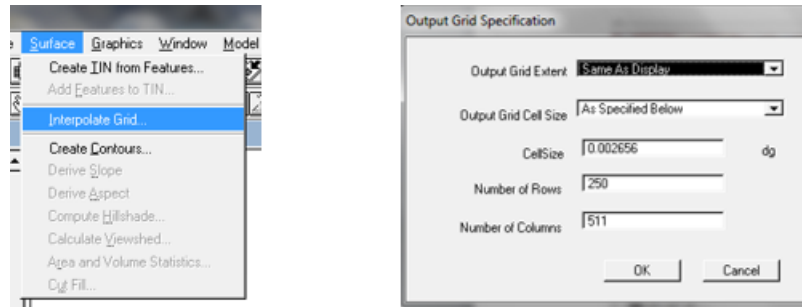 Surface Graphics Window Model
Create TIN from Features...
Add Features to TIN...
Interpolate Grid...
Create Contours...
Derive Slope
Derive Aspect
Compute Hillshade...
Calculate Viewshed...
Area and Volume Statistics...
Cut Fill...
Output Grid Specification
Output Grid Extent Same As Display
Output Grid Cell Size As Specified Below
CellSize 0.002656 dg
Number of Rows 250
Number of Columns 511
OK Cancel